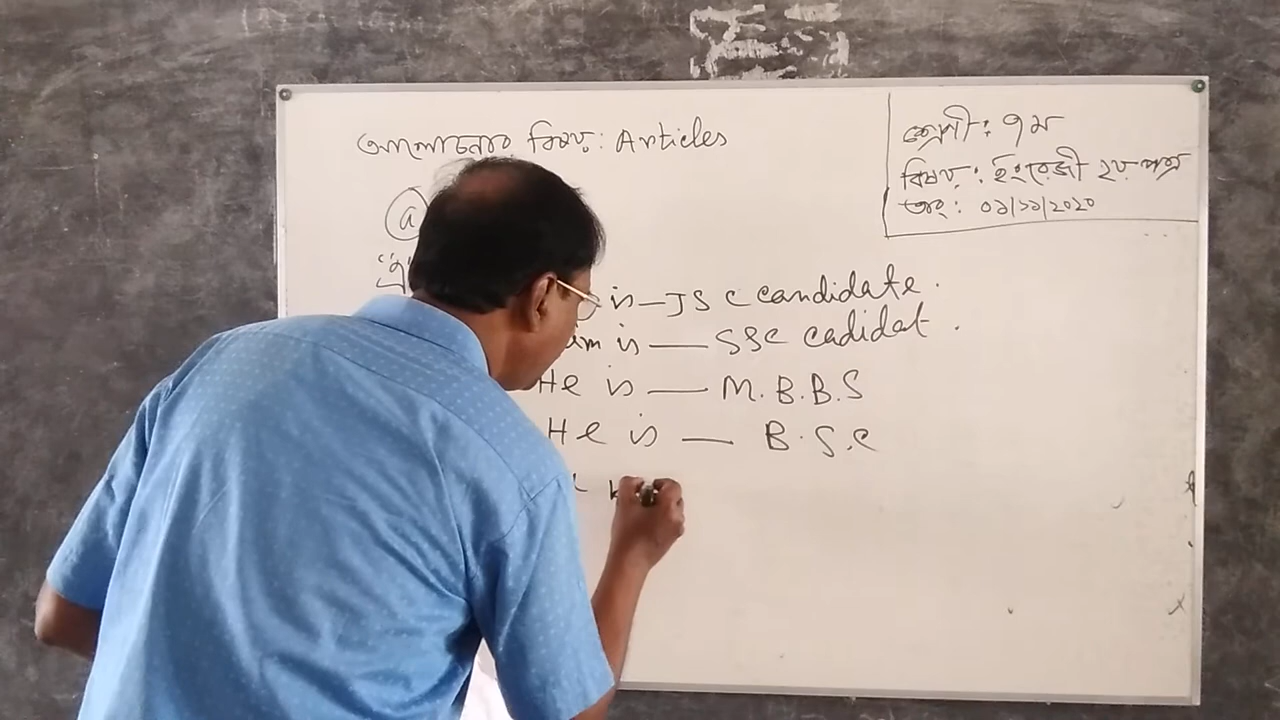 আলোচনার বিষয়: Articles
শ্রেণী: ৭ম
বিষয়: ইংরেজী ২য় পত্র
তাং: ০১/১১/২০২০
a
is — JSC candidate.
is — SSC cadidat.
He is — M.B.B.S
He is — B.S.C